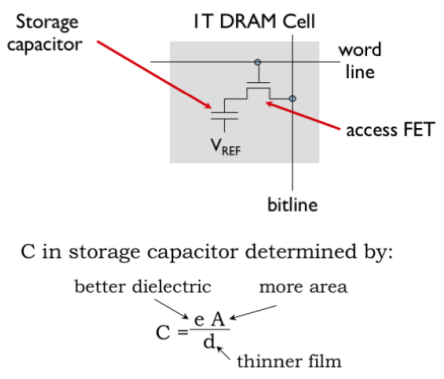 1T DRAM Cell
Storage
capacitor
word
line
access FET
VREF
bitline
C in storage capacitor determined by:
better dielectric more area
C = e A
d
thinner film